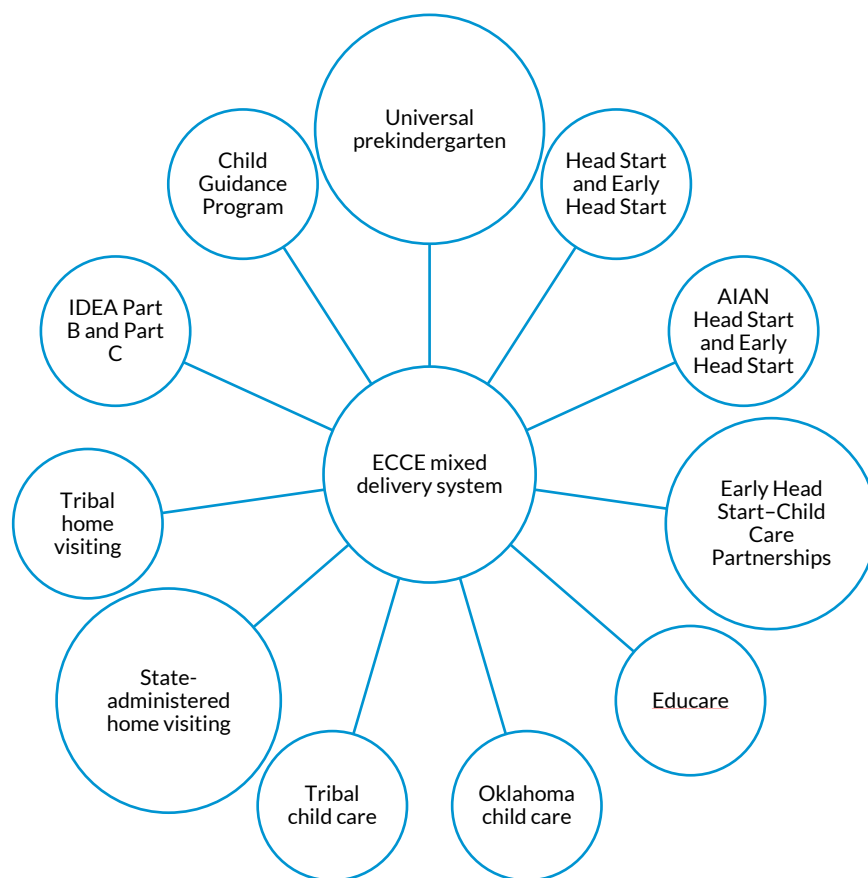 Universal
prekindergarten
Head Start
and Early
Head Start
AIAN
Head Start
and Early
Head Start
Early Head
Start–Child
Care
Partnerships
Educare
Oklahoma
child care
Tribal
child care
State-
administered
home visiting
Tribal
home
visiting
IDEA Part
B and Part
C
Child
Guidance
Program
ECCE mixed
delivery system